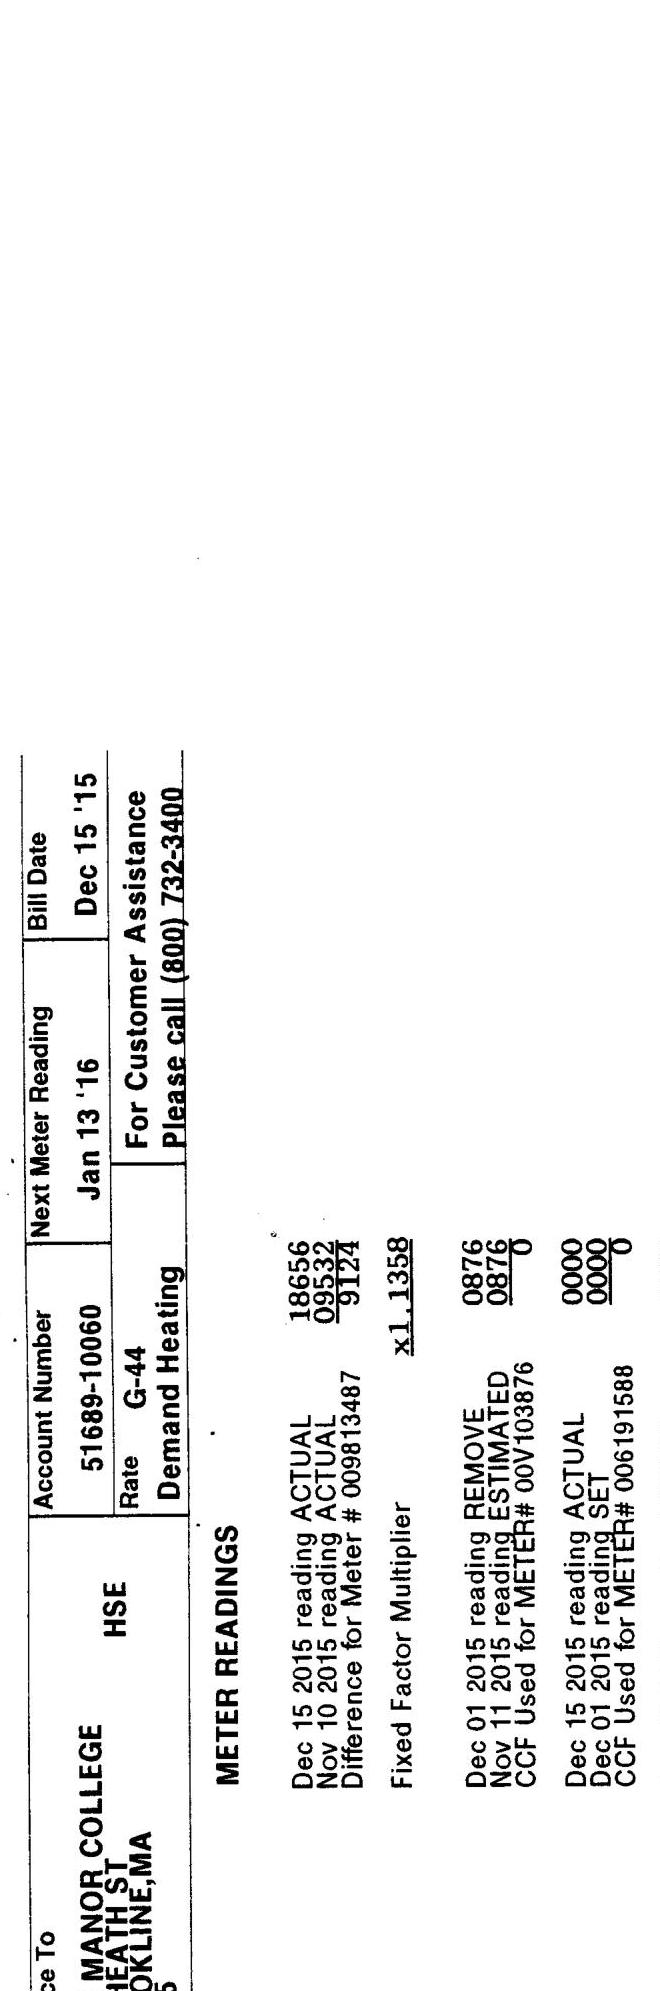 ce To
MANOR COLLEGE
HEATH ST HSE
OKLINE,MA
5
Account Number
51689-10060
Next Meter Reading
Jan 13 '16
Bill Date
Dec 15 '15
Rate G-44
Demand Heating
For Customer Assistance
Please call (800) 732-3400
METER READINGS
Dec 15 2015 reading ACTUAL 18656
Nov 10 2015 reading ACTUAL 09532
Difference for Meter # 009813487 9124
Fixed Factor Multiplier x1.1358
Dec 01 2015 reading REMOVE 0876
Nov 11 2015 reading ESTIMATED 0876
CCF Used for METER# 00V103876 0
Dec 15 2015 reading ACTUAL 0000
Dec 01 2015 reading SET 0000
CCF Used for METER# 006191588 0